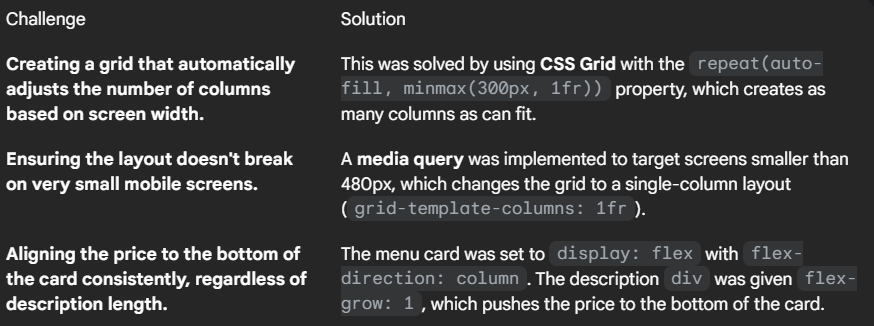 Challenge
Solution
Creating a grid that automatically
adjusts the number of columns
based on screen width.
This was solved by using CSS Grid with the repeat(auto-
fill, minmax(300px, 1fr)) property, which creates as
many columns as can fit.
Ensuring the layout doesn't break
on very small mobile screens.
A media query was implemented to target screens smaller than
480px, which changes the grid to a single-column layout
( grid-template-columns: 1fr ).
Aligning the price to the bottom of
the card consistently, regardless of
description length.
The menu card was set to display: flex with flex-
direction: column . The description div was given flex-
grow: 1 , which pushes the price to the bottom of the card.